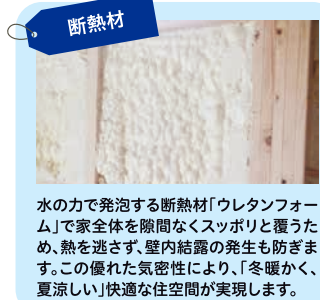 断熱材
水の力で発泡する断熱材「ウレタンフォー
ム」で家全体を隙間なくスッポリと覆うた
め、熱を逃さず、壁内結露の発生も防ぎま
す。この優れた気密性により、「冬暖かく、
夏涼しい」快適な住空間が実現します。